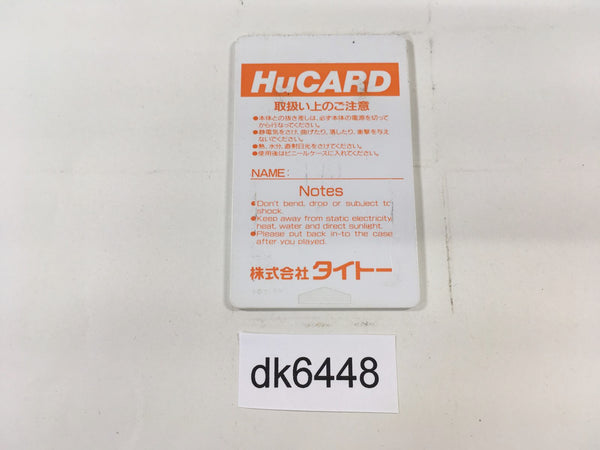 HuCARD
取扱い上のご注意
●本体との抜き差しは、必ず本体の電源を切って
から行なってください。
●静電気をさけ、曲げたり、濡したり、衝撃を与え
ないでください。
●熱、水分、直射日光をさけてください。
●使用後はビニールケースに入れてください。
NAME:
Notes
●Don't bend, drop or subject to
shock.
●Keep away from static electricity,
heat, water and direct sunlight.
●Please put back in-to the case
after you played.
株式会社 タイトー
dk6448